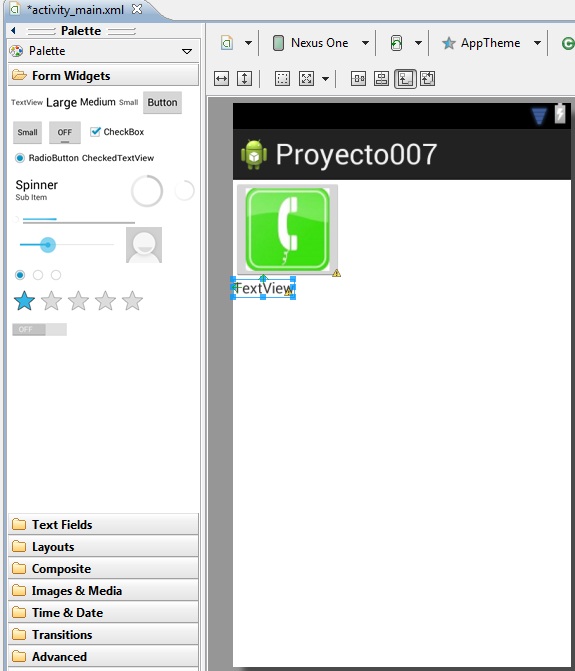 *activity_main.xml
Palette
Palette
Form Widgets
TextView Large Medium Small Button
Small OFF CheckBox
RadioButton CheckedTextView
Spinner
Sub Item
OFF
Text Fields
Layouts
Composite
Images & Media
Time & Date
Transitions
Advanced
Nexus One AppTheme
Proyecto007
TextView